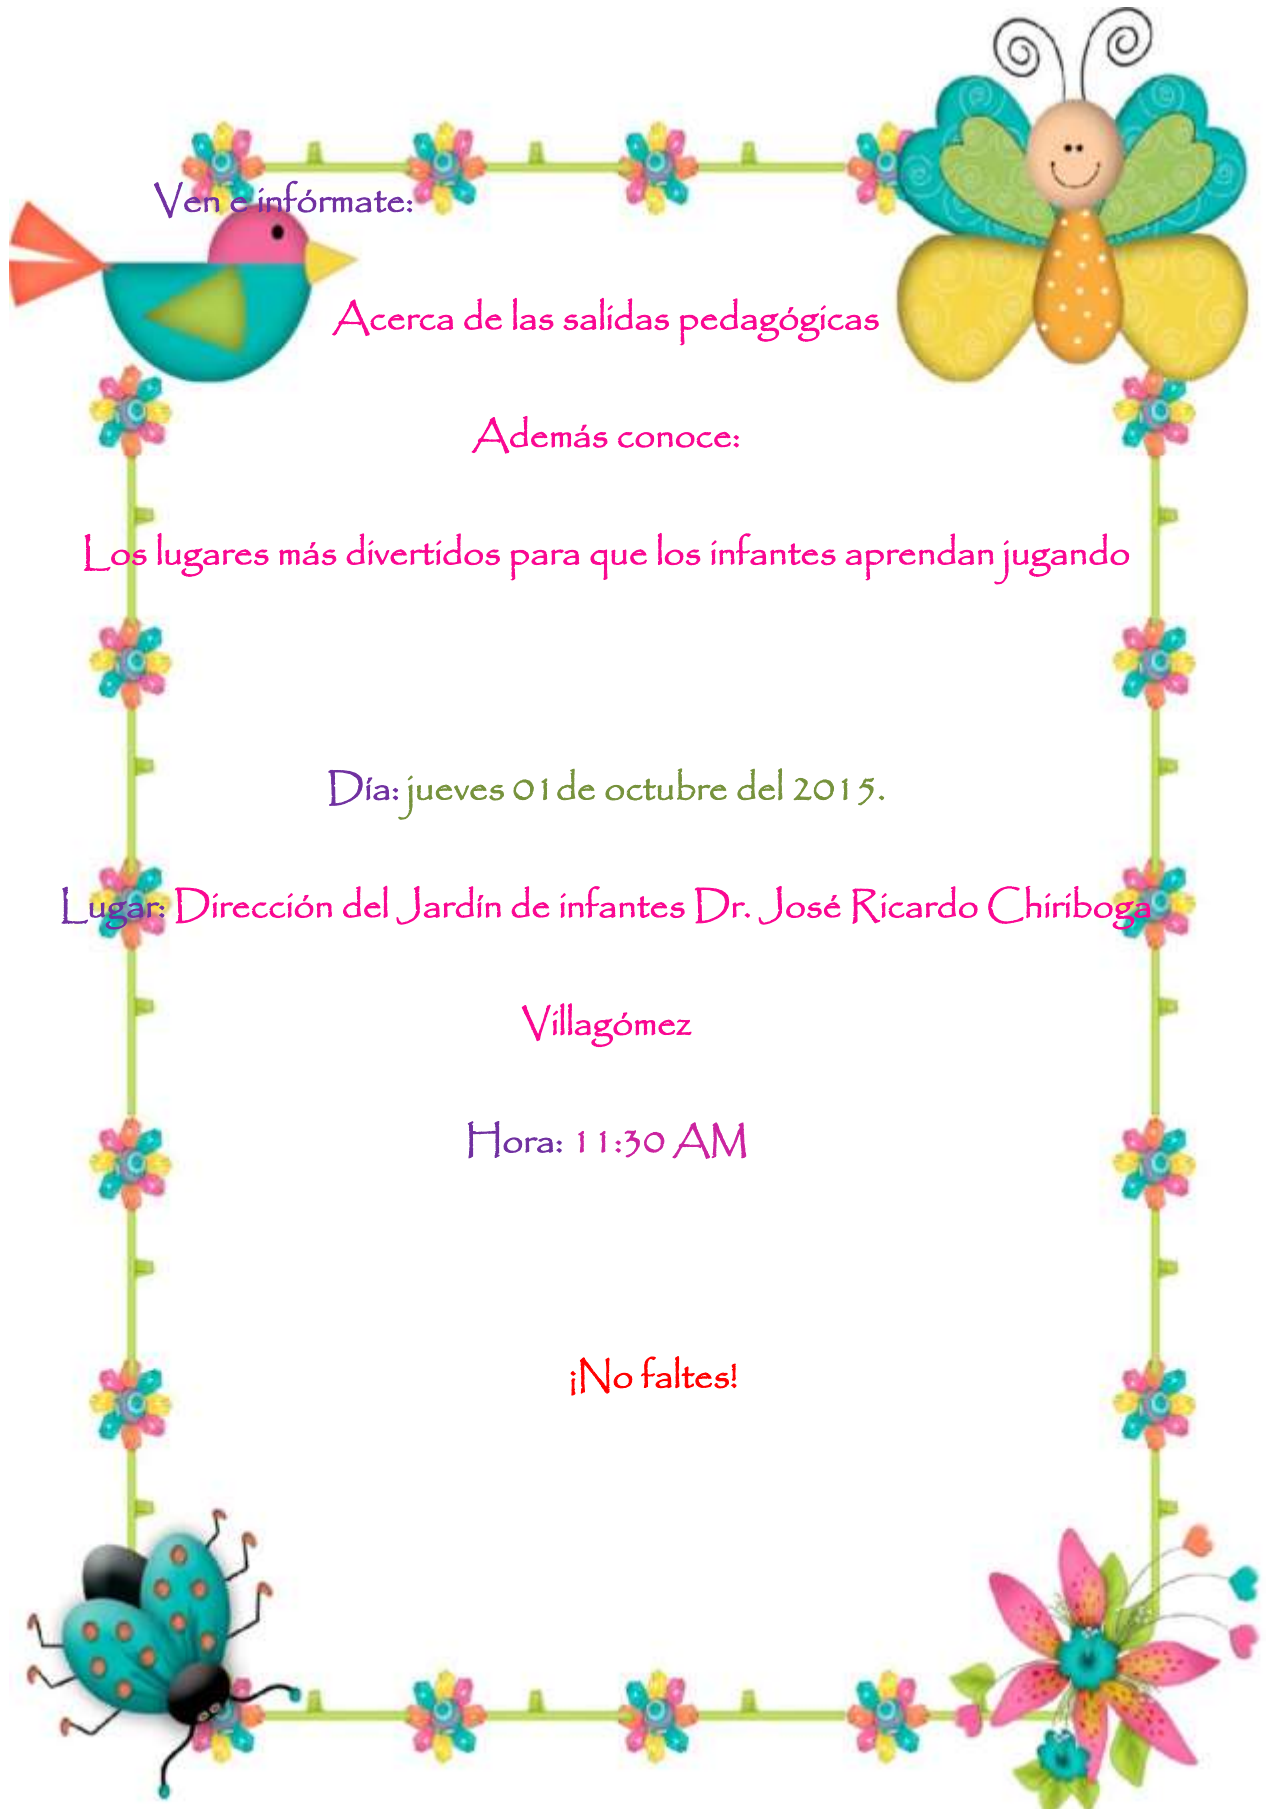 Ven e infórmate:
Acerca de las salidas pedagógicas
Además conoce:
Los lugares más divertidos para que los infantes aprendan jugando
Día: jueves 01de octubre del 2015.
Lugar: Dirección del Jardín de infantes Dr. José Ricardo Chiriboga
Villagómez
Hora: 11:30 AM
¡No faltes!